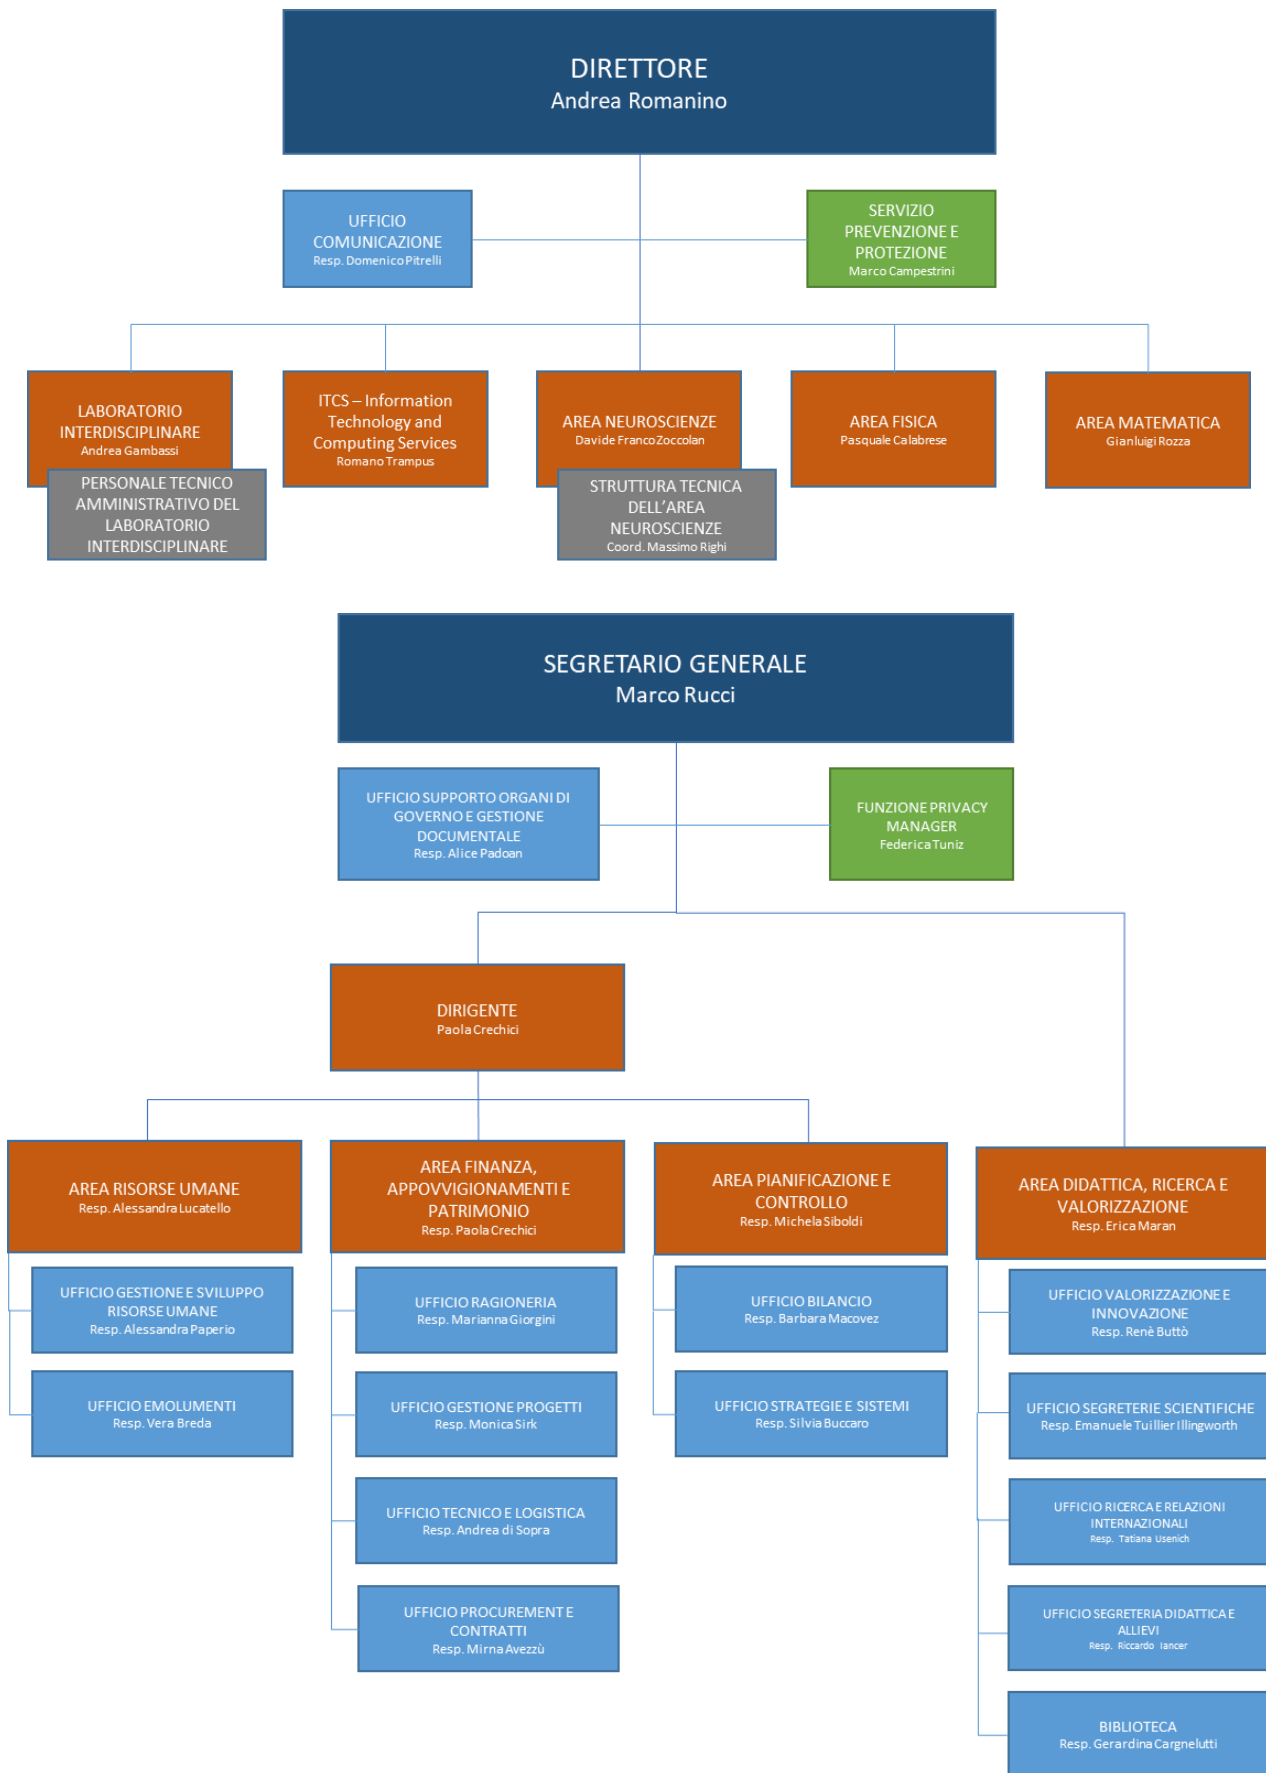 DIRETTORE
Andrea Romanino
UFFICIO
COMUNICAZIONE
Resp. Domenico Pitrelli
SERVIZIO
PREVENZIONE E
PROTEZIONE
Marco Campestrini
LABORATORIO
INTERDISCIPLINARE
Andrea Gambassi
PERSONALE TECNICO
AMMINISTRATIVO DEL
LABORATORIO
INTERDISCIPLINARE
ITCS – Information
Technology and
Computing Services
Romano Trampus
AREA NEUROSCIENZE
Davide Franco Zoccolan
STRUTTURA TECNICA
DELL’AREA
NEUROSCIENZE
Coord. Massimo Righi
AREA FISICA
Pasquale Calabrese
AREA MATEMATICA
Gianluigi Rozza
SEGRETARIO GENERALE
Marco Rucci
UFFICIO SUPPORTO ORGANI DI
GOVERNO E GESTIONE
DOCUMENTALE
Resp. Alice Padoan
FUNZIONE PRIVACY
MANAGER
Federica Tuniz
DIRIGENTE
Paola Crechici
AREA RISORSE UMANE
Resp. Alessandra Lucatello
UFFICIO GESTIONE E SVILUPPO
RISORSE UMANE
Resp. Alessandra Paperio
UFFICIO EMOLUMENTI
Resp. Vera Breda
AREA FINANZA,
APPOVVIGIONAMENTI E
PATRIMONIO
Resp. Paola Crechici
UFFICIO RAGIONERIA
Resp. Marianna Giorgini
UFFICIO GESTIONE PROGETTI
Resp. Monica Sirk
UFFICIO TECNICO E LOGISTICA
Resp. Andrea di Sopra
UFFICIO PROCUREMENT E
CONTRATTI
Resp. Mirna Avezzù
AREA PIANIFICAZIONE E
CONTROLLO
Resp. Michela Siboldi
UFFICIO BILANCIO
Resp. Barbara Macovez
UFFICIO STRATEGIE E SISTEMI
Resp. Silvia Buccaro
AREA DIDATTICA, RICERCA E
VALORIZZAZIONE
Resp. Erica Maran
UFFICIO VALORIZZAZIONE E
INNOVAZIONE
Resp. Renè Buttò
UFFICIO SEGRETERIE SCIENTIFICHE
Resp. Emanuele Tuillier Illingworth
UFFICIO RICERCA E RELAZIONI
INTERNAZIONALI
Resp. Tatiana Usenich
UFFICIO SEGRETERIA DIDATTICA E
ALLIEVI
Resp. Riccardo Iancer
BIBLIOTECA
Resp. Gerardina Cargnelutti